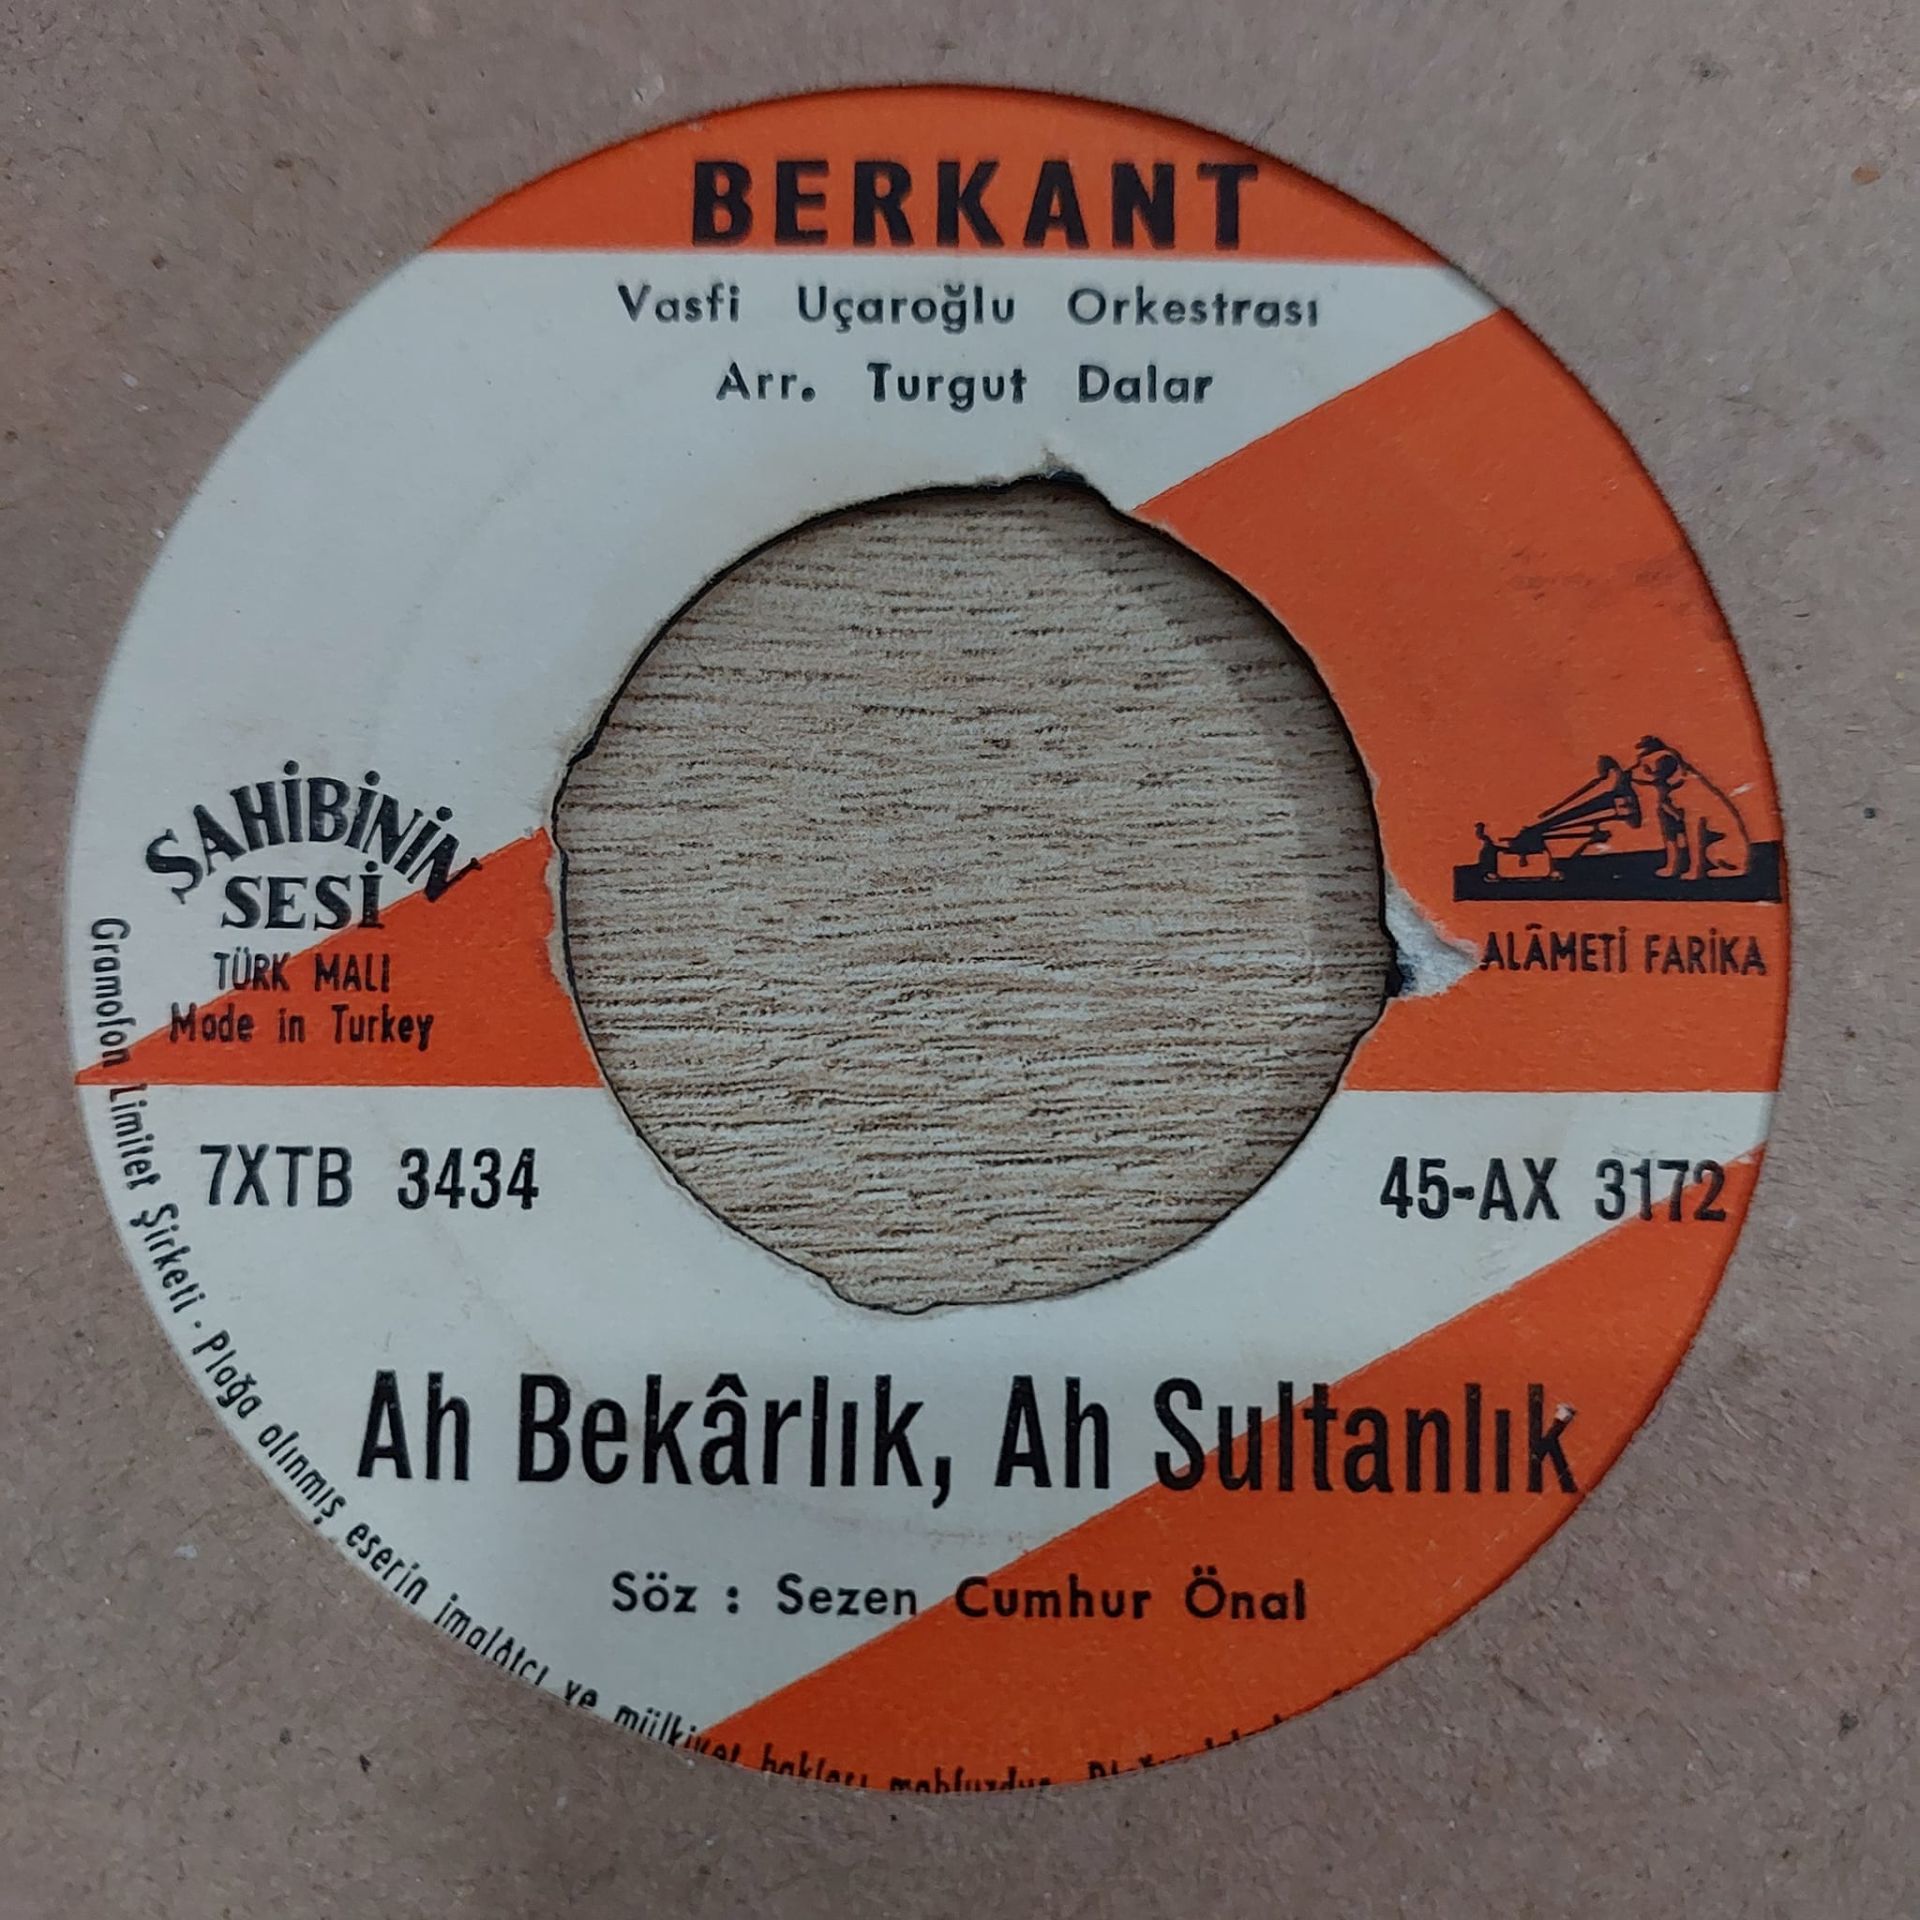 BERKANT
Vasfi Uçaroğlu Orkestrası
Arr. Turgut Dalar
SAHİBİNİN
SESİ
TÜRK MALI
Made in Turkey
ALÂMETİ FARİKA
7XTB 3434
45-AX 3172
Ah Bekârlık, Ah Sultanlık
Söz : Sezen Cumhur Önal
Gramofon Limitet Şirketi - Plağa alınmış eserin imalâtcı ve mülkiyet hakları mahfuzdur.